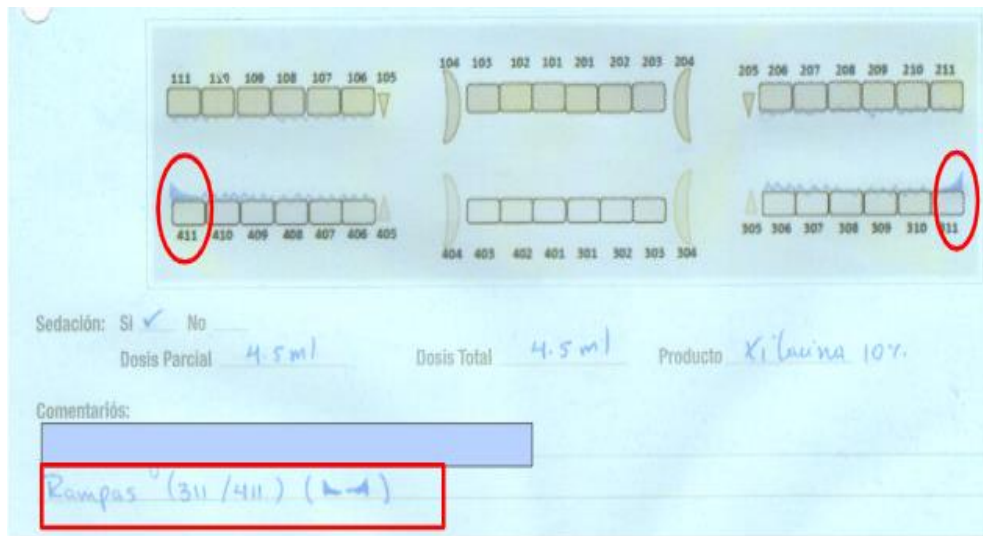 111 110 109 108 107 106 105 104 103 102 101 201 202 203 204 205 206 207 208 209 210 211
411 410 409 408 407 406 405 404 403 402 401 301 302 303 304 305 306 307 308 309 310 311
Sedación: SI ✓ No
Dosis Parcial 4.5 ml Dosis Total 4.5 ml Producto Xilacina 10%
Comentariós:
Rampas (311 / 411)